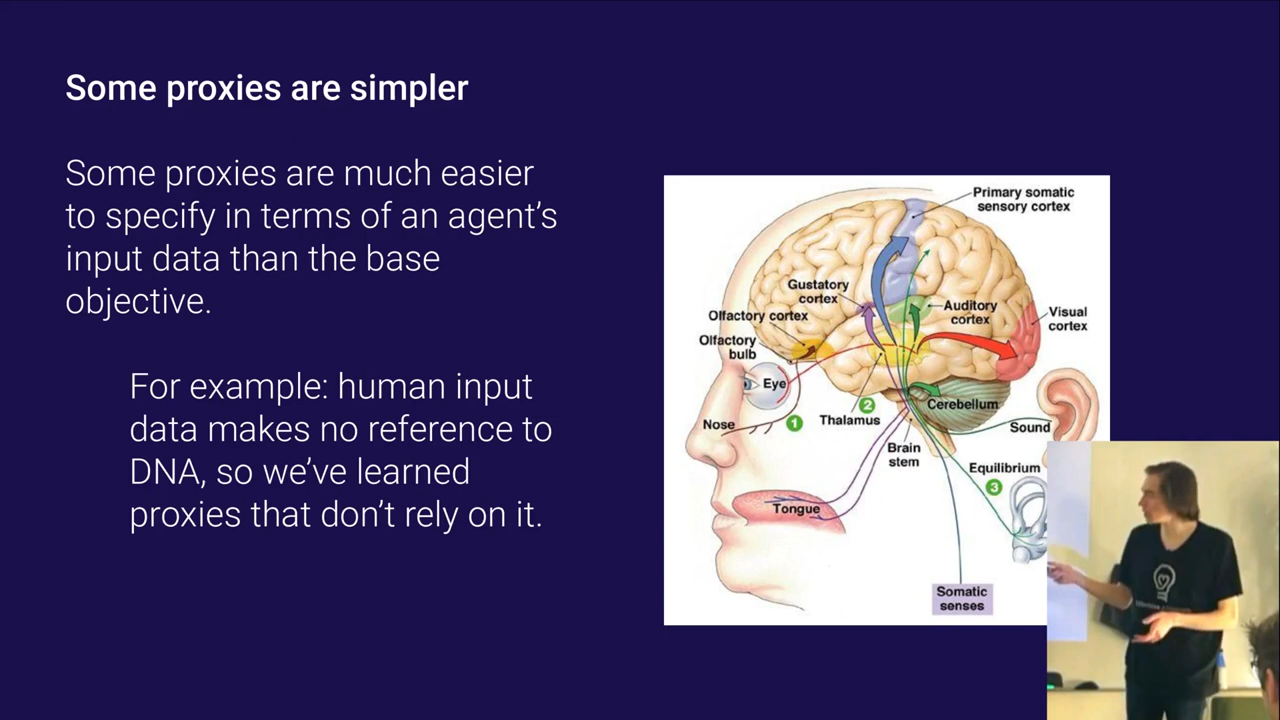 Some proxies are simpler
Some proxies are much easier
to specify in terms of an agent's
input data than the base
objective.
For example: human input
data makes no reference to
DNA, so we've learned
proxies that don't rely on it.
Primary somatic
sensory cortex
Gustatory
cortex
Olfactory cortex
Olfactory
bulb
Auditory
cortex
Visual
cortex
Eye
Nose
1
2
Thalamus
Cerebellum
Sound
Brain
stem
Equilibrium
3
Tongue
Somatic
senses